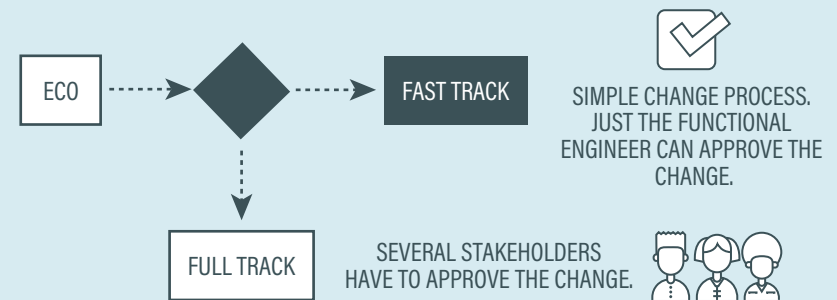 ECO
FAST TRACK
SIMPLE CHANGE PROCESS.
JUST THE FUNCTIONAL
ENGINEER CAN APPROVE THE
CHANGE.
FULL TRACK
SEVERAL STAKEHOLDERS
HAVE TO APPROVE THE CHANGE.